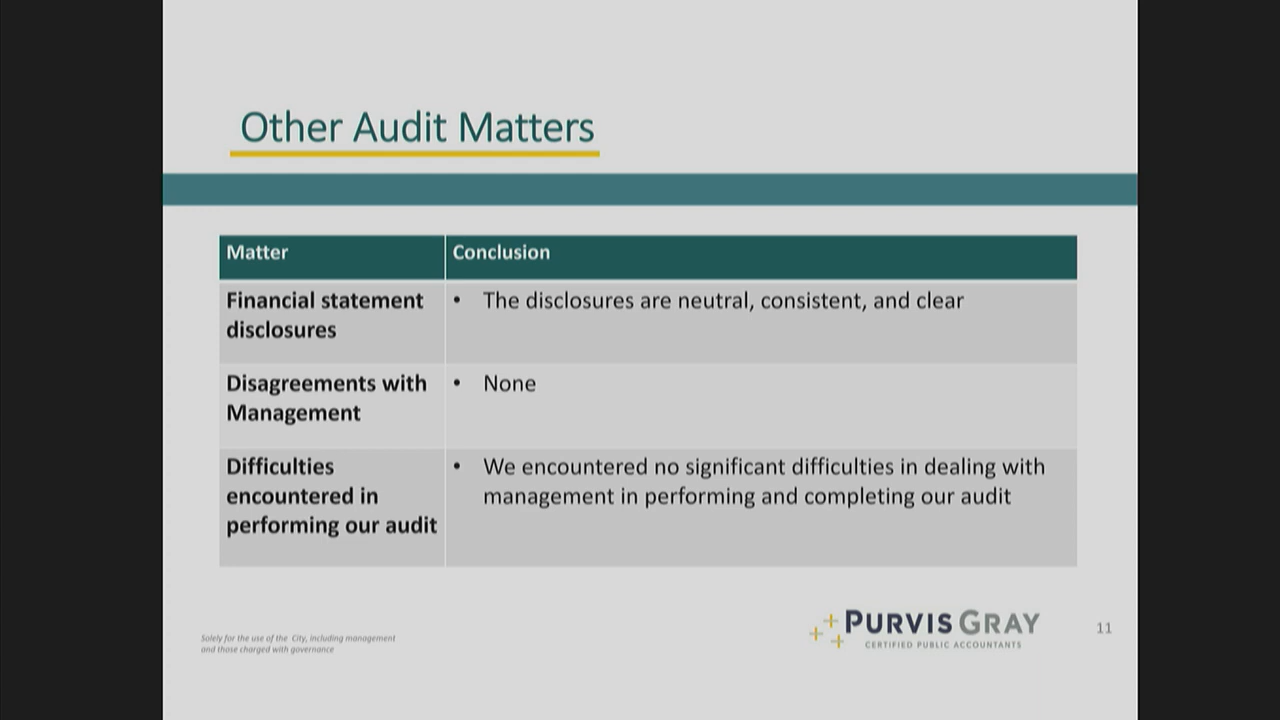 Other Audit Matters
Matter
Conclusion
Financial statement
disclosures
• The disclosures are neutral, consistent, and clear
Disagreements with
Management
• None
Difficulties
encountered in
performing our audit
• We encountered no significant difficulties in dealing with
management in performing and completing our audit
Solely for the use of the City, including management
and those charged with governance
PURVIS GRAY
CERTIFIED PUBLIC ACCOUNTANTS
11